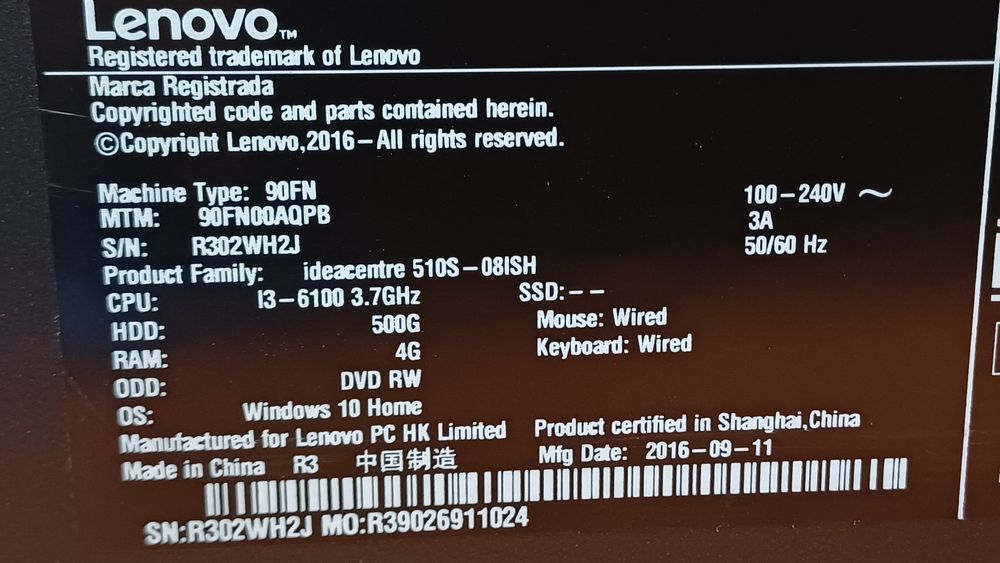 Lenovo™
Registered trademark of Lenovo
Marca Registrada
Copyrighted code and parts contained herein.
©Copyright Lenovo,2016–All rights reserved.
Machine Type: 90FN
MTM: 90FN00AQPB
S/N: R302WH2J
Product Family: ideacentre 510S–08ISH
100–240V ～
3A
50/60 Hz
CPU: I3–6100 3.7GHz
HDD: 500G
RAM: 4G
ODD: DVD RW
OS: Windows 10 Home
SSD: – –
Mouse: Wired
Keyboard: Wired
Manufactured for Lenovo PC HK Limited
Made in China R3 中国制造
Product certified in Shanghai,China
Mfg Date: 2016–09–11
SN:R302WH2J MO:R39026911024